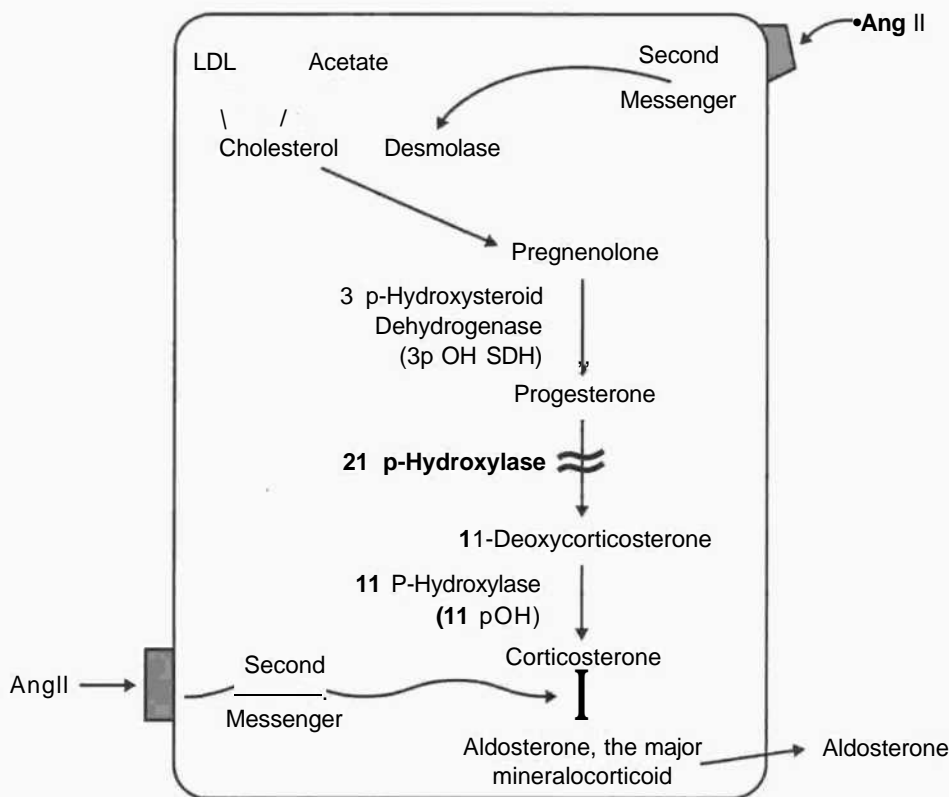 •Ang II
LDL Acetate
Second
Messenger
\ /
Cholesterol Desmolase
Pregnenolone
3 p-Hydroxysteroid
Dehydrogenase
(3p OH SDH)
Progesterone
21 p-Hydroxylase
11-Deoxycorticosterone
11 P-Hydroxylase
(11 pOH)
Corticosterone
AngII
Second
Messenger
Aldosterone, the major
mineralocorticoid
Aldosterone